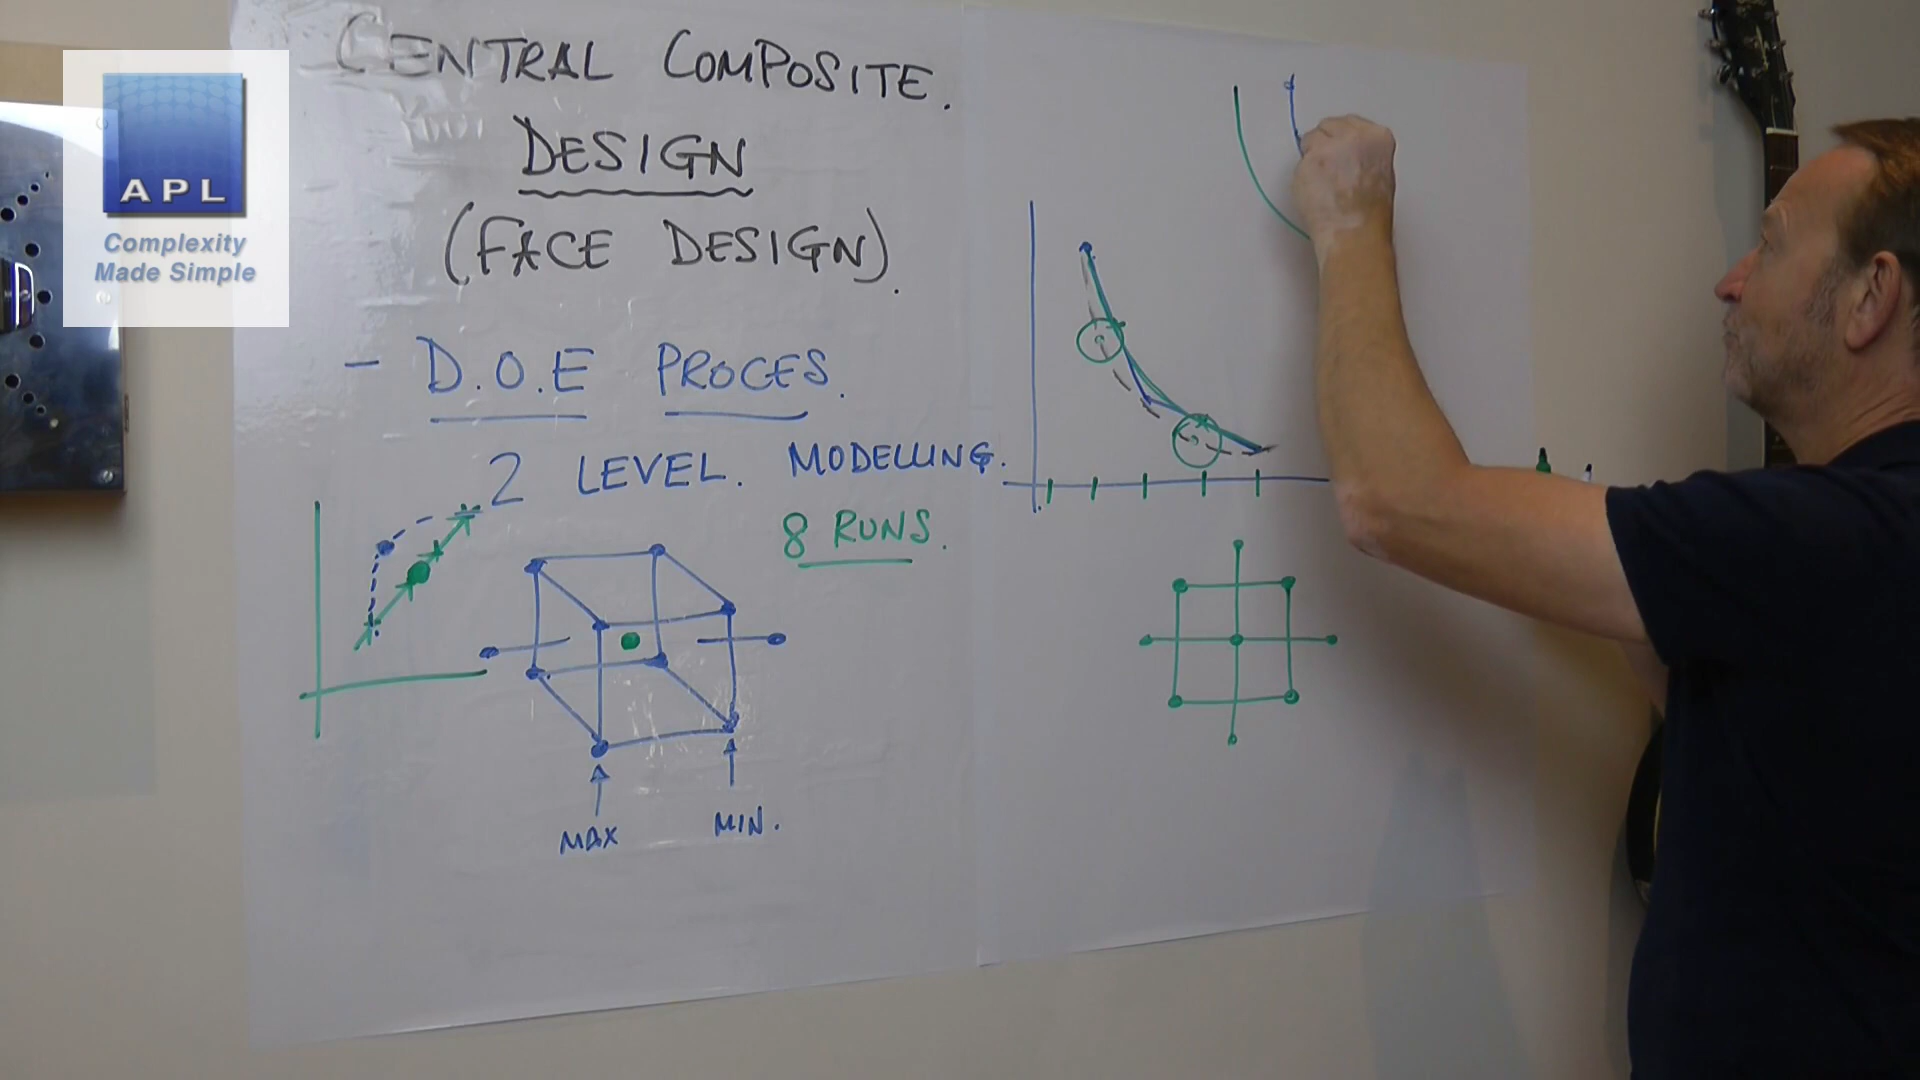 APL
Complexity
Made Simple
CENTRAL COMPOSITE.
DESIGN
(FACE DESIGN).
- D.O.E PROCES.
2 LEVEL. MODELLING.
8 RUNS.
MAX
MIN.